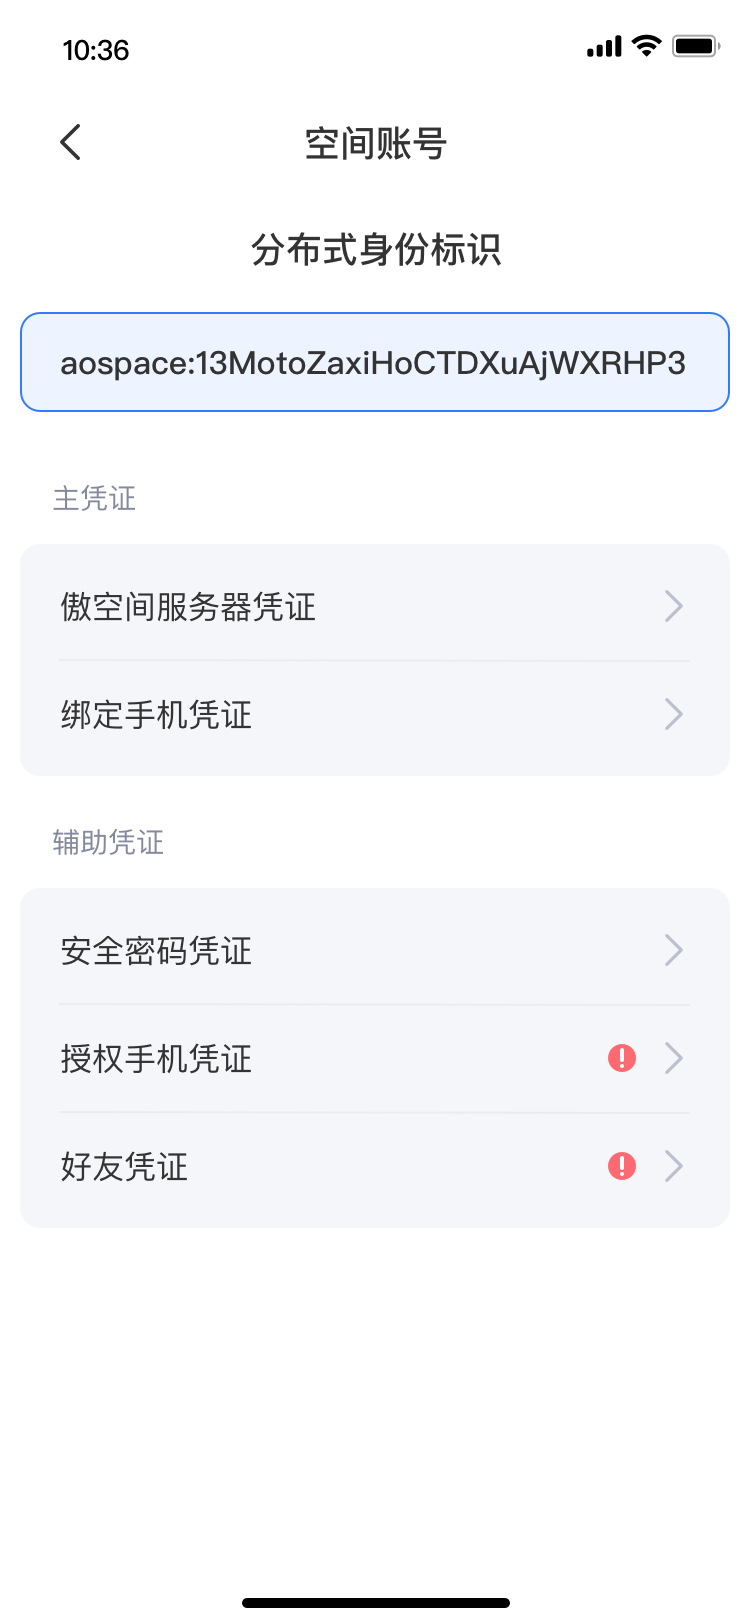 10:36
空间账号
分布式身份标识
aospace:13MotoZaxiHoCTDXuAjWXRHP3
主凭证
傲空间服务器凭证
绑定手机凭证
辅助凭证
安全密码凭证
授权手机凭证
好友凭证